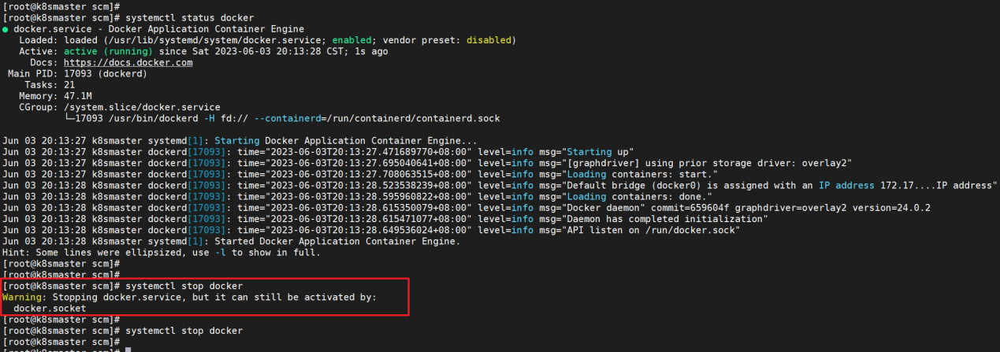 [root@k8smaster scm]#
[root@k8smaster scm]# systemctl status docker
● docker.service - Docker Application Container Engine
   Loaded: loaded (/usr/lib/systemd/system/docker.service; enabled; vendor preset: disabled)
   Active: active (running) since Sat 2023-06-03 20:13:28 CST; 1s ago
     Docs: https://docs.docker.com
 Main PID: 17093 (dockerd)
    Tasks: 21
   Memory: 47.1M
   CGroup: /system.slice/docker.service
           └─17093 /usr/bin/dockerd -H fd:// --containerd=/run/containerd/containerd.sock
Jun 03 20:13:27 k8smaster systemd[1]: Starting Docker Application Container Engine...
Jun 03 20:13:27 k8smaster dockerd[17093]: time="2023-06-03T20:13:27.471689770+08:00" level=info msg="Starting up"
Jun 03 20:13:27 k8smaster dockerd[17093]: time="2023-06-03T20:13:27.695040641+08:00" level=info msg="[graphdriver] using prior storage driver: overlay2"
Jun 03 20:13:27 k8smaster dockerd[17093]: time="2023-06-03T20:13:27.708063515+08:00" level=info msg="Loading containers: start."
Jun 03 20:13:28 k8smaster dockerd[17093]: time="2023-06-03T20:13:28.523538239+08:00" level=info msg="Default bridge (docker0) is assigned with an IP address 172.17....IP address"
Jun 03 20:13:28 k8smaster dockerd[17093]: time="2023-06-03T20:13:28.595960822+08:00" level=info msg="Loading containers: done."
Jun 03 20:13:28 k8smaster dockerd[17093]: time="2023-06-03T20:13:28.615350079+08:00" level=info msg="Docker daemon" commit=659604f graphdriver=overlay2 version=24.0.2
Jun 03 20:13:28 k8smaster dockerd[17093]: time="2023-06-03T20:13:28.615471077+08:00" level=info msg="Daemon has completed initialization"
Jun 03 20:13:28 k8smaster dockerd[17093]: time="2023-06-03T20:13:28.649536024+08:00" level=info msg="API listen on /run/docker.sock"
Jun 03 20:13:28 k8smaster systemd[1]: Started Docker Application Container Engine.
Hint: Some lines were ellipsized, use -l to show in full.
[root@k8smaster scm]#
[root@k8smaster scm]#
[root@k8smaster scm]# systemctl stop docker
Warning: Stopping docker.service, but it can still be activated by:
  docker.socket
[root@k8smaster scm]#
[root@k8smaster scm]# systemctl stop docker
[root@k8smaster scm]#
[root@k8smaster scm]#